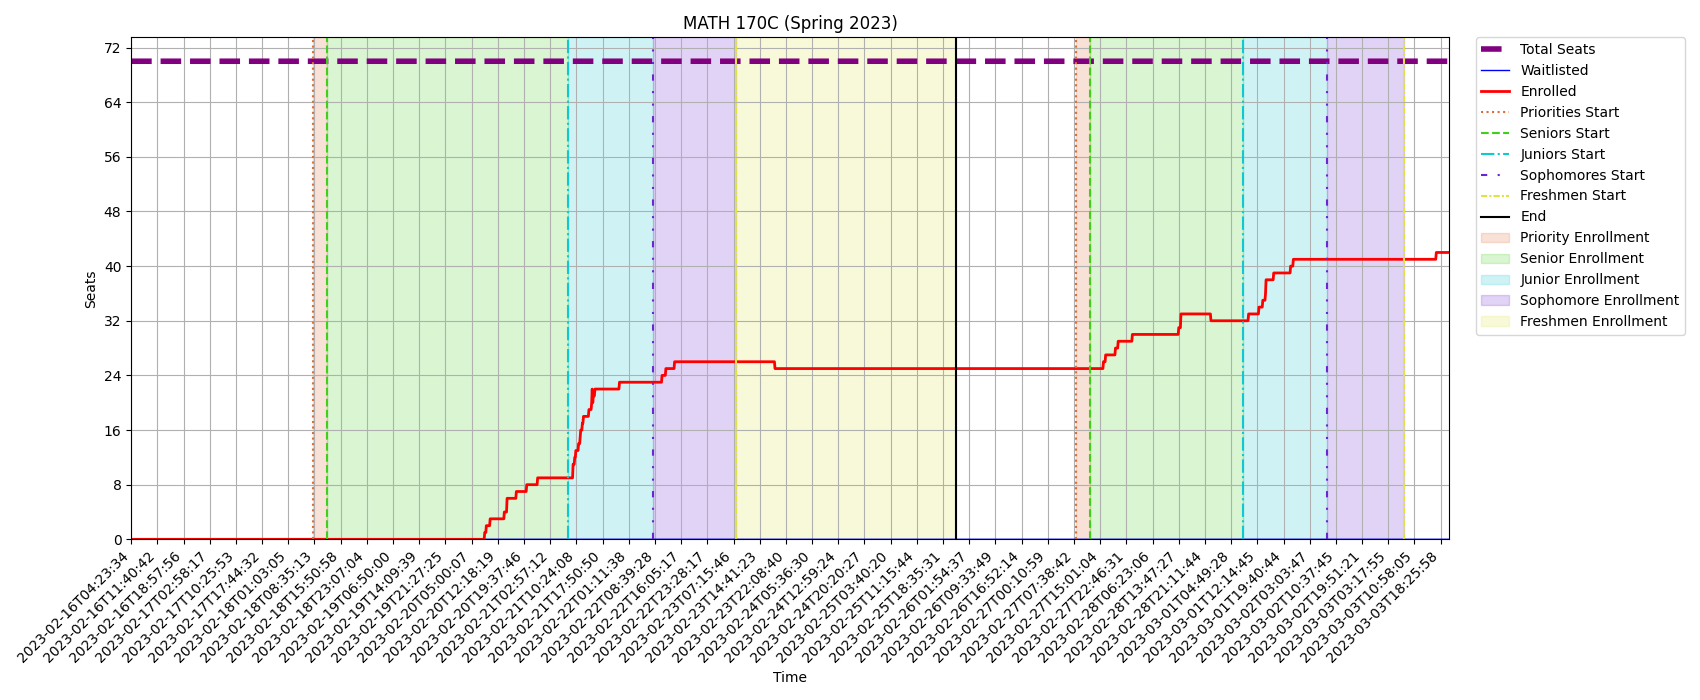 MATH 170C (Spring 2023)
72
64
56
48
40
32
24
16
8
0
Seats
2023-02-16T04:23:34
2023-02-16T11:40:42
2023-02-16T18:57:56
2023-02-17T02:58:17
2023-02-17T10:25:53
2023-02-17T17:44:32
2023-02-18T01:03:05
2023-02-18T08:35:13
2023-02-18T15:50:58
2023-02-18T23:07:04
2023-02-19T06:50:00
2023-02-19T14:09:39
2023-02-19T21:27:25
2023-02-20T05:00:07
2023-02-20T12:18:19
2023-02-20T19:37:46
2023-02-21T02:57:12
2023-02-21T10:24:08
2023-02-21T17:50:50
2023-02-22T01:11:38
2023-02-22T08:39:28
2023-02-22T16:05:17
2023-02-22T23:28:17
2023-02-23T07:15:46
2023-02-23T14:41:23
2023-02-23T22:08:40
2023-02-24T05:36:30
2023-02-24T12:59:24
2023-02-24T20:20:27
2023-02-25T03:40:20
2023-02-25T11:15:44
2023-02-25T18:35:31
2023-02-26T01:54:37
2023-02-26T09:33:49
2023-02-26T16:52:14
2023-02-27T00:10:59
2023-02-27T07:38:42
2023-02-27T15:01:04
2023-02-27T22:46:31
2023-02-28T06:23:06
2023-02-28T13:47:27
2023-02-28T21:11:44
2023-03-01T04:49:28
2023-03-01T12:14:45
2023-03-01T19:40:44
2023-03-02T03:03:47
2023-03-02T10:37:45
2023-03-02T19:51:21
2023-03-03T03:17:55
2023-03-03T10:58:05
2023-03-03T18:25:58
Time
Total Seats
Waitlisted
Enrolled
Priorities Start
Seniors Start
Juniors Start
Sophomores Start
Freshmen Start
End
Priority Enrollment
Senior Enrollment
Junior Enrollment
Sophomore Enrollment
Freshmen Enrollment